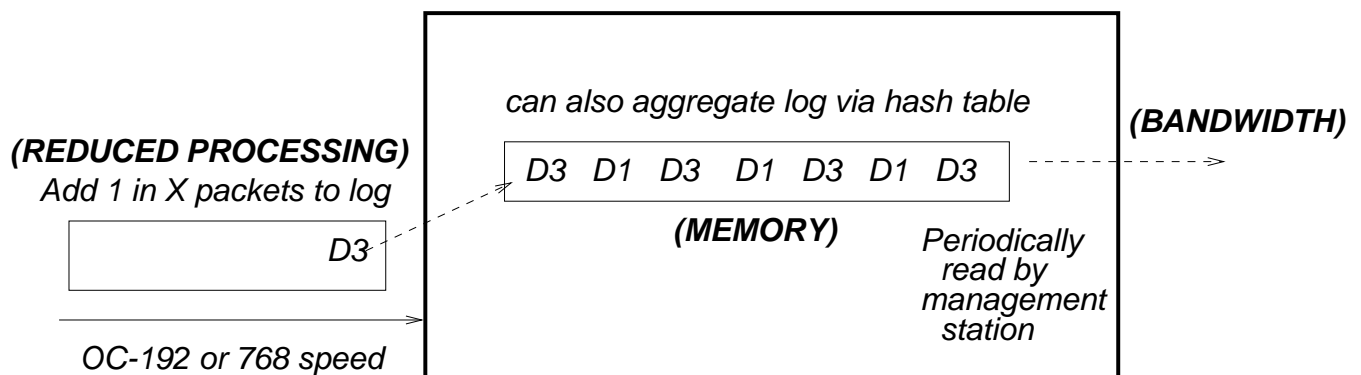 can also aggregate log via hash table
(BANDWIDTH)
(REDUCED PROCESSING)
Add 1 in X packets to log
D3 D1 D3 D1 D3 D1 D3
(MEMORY)
D3
Periodically
read by
management
station
OC-192 or 768 speed